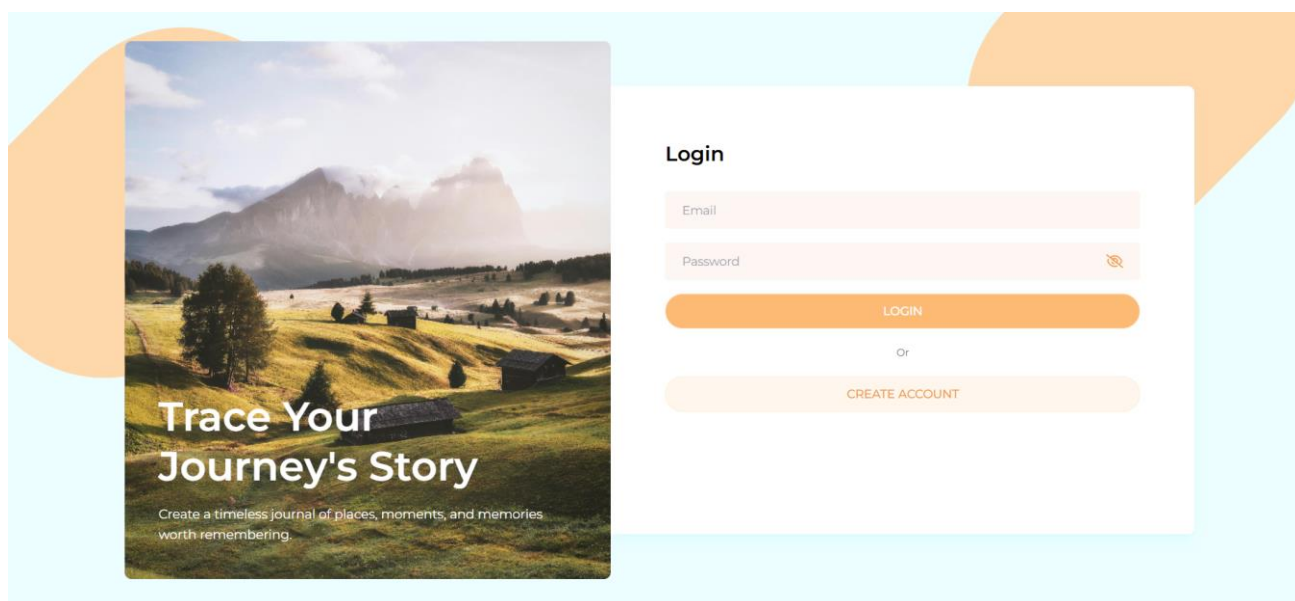 Trace Your
Journey's Story
Create a timeless journal of places, moments, and memories
worth remembering.
Login
Email
Password
LOGIN
Or
CREATE ACCOUNT